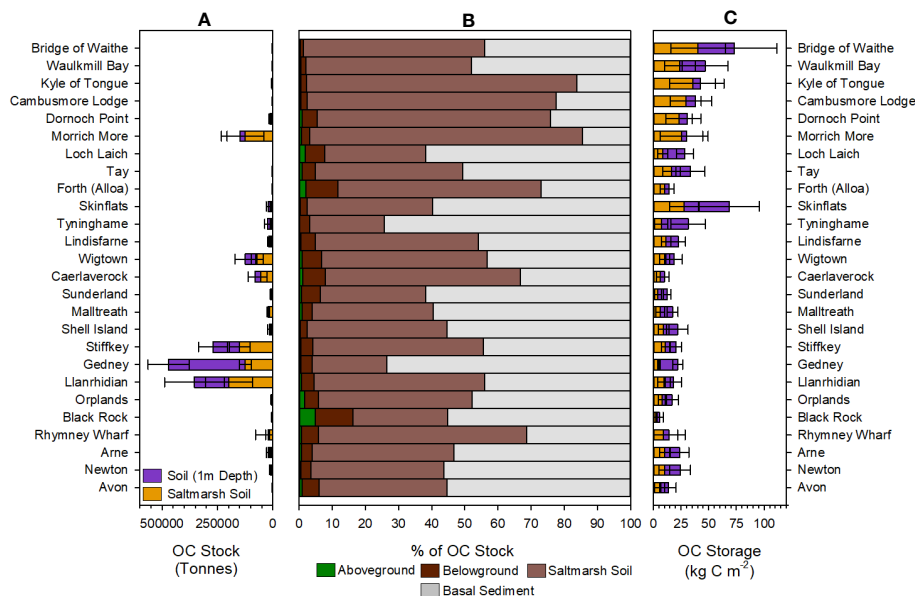 A B C
Bridge of Waithe Bridge of Waithe
Waulkmill Bay Waulkmill Bay
Kyle of Tongue Kyle of Tongue
Cambusmore Lodge Cambusmore Lodge
Dornoch Point Dornoch Point
Morrich More Morrich More
Loch Laich Loch Laich
Tay Tay
Forth (Alloa) Forth (Alloa)
Skinflats Skinflats
Tyninghame Tyninghame
Lindisfarne Lindisfarne
Wigtown Wigtown
Caerlaverock Caerlaverock
Sunderland Sunderland
Malltreath Malltreath
Shell Island Shell Island
Stiffkey Stiffkey
Gedney Gedney
Llanrhidian Llanrhidian
Orplands Orplands
Black Rock Black Rock
Rhymney Wharf Rhymney Wharf
Arne Arne
Newton Newton
Avon Avon
Soil (1m Depth)
Saltmarsh Soil
500000 250000 0 0 10 20 30 40 50 60 70 80 90 100 0 25 50 75 100
OC Stock % of OC Stock OC Storage
(Tonnes) (kg C m-2)
Aboveground Belowground Saltmarsh Soil
Basal Sediment